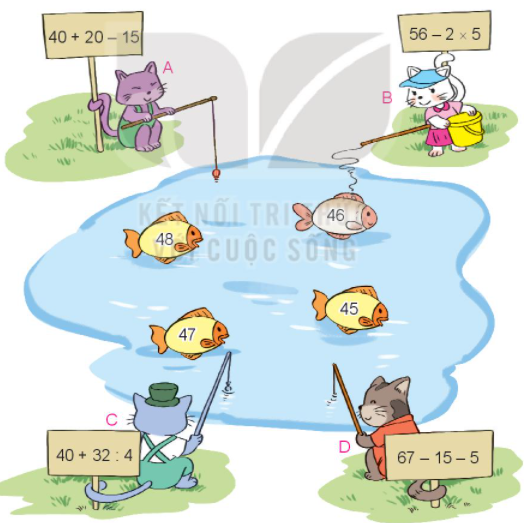 40 + 20 – 15
56 – 2 × 5
A
B
46
KẾT NỐI TRI THỨC
VỚI CUỘC SỐNG
48
45
47
C
D
40 + 32 : 4
67 – 15 – 5